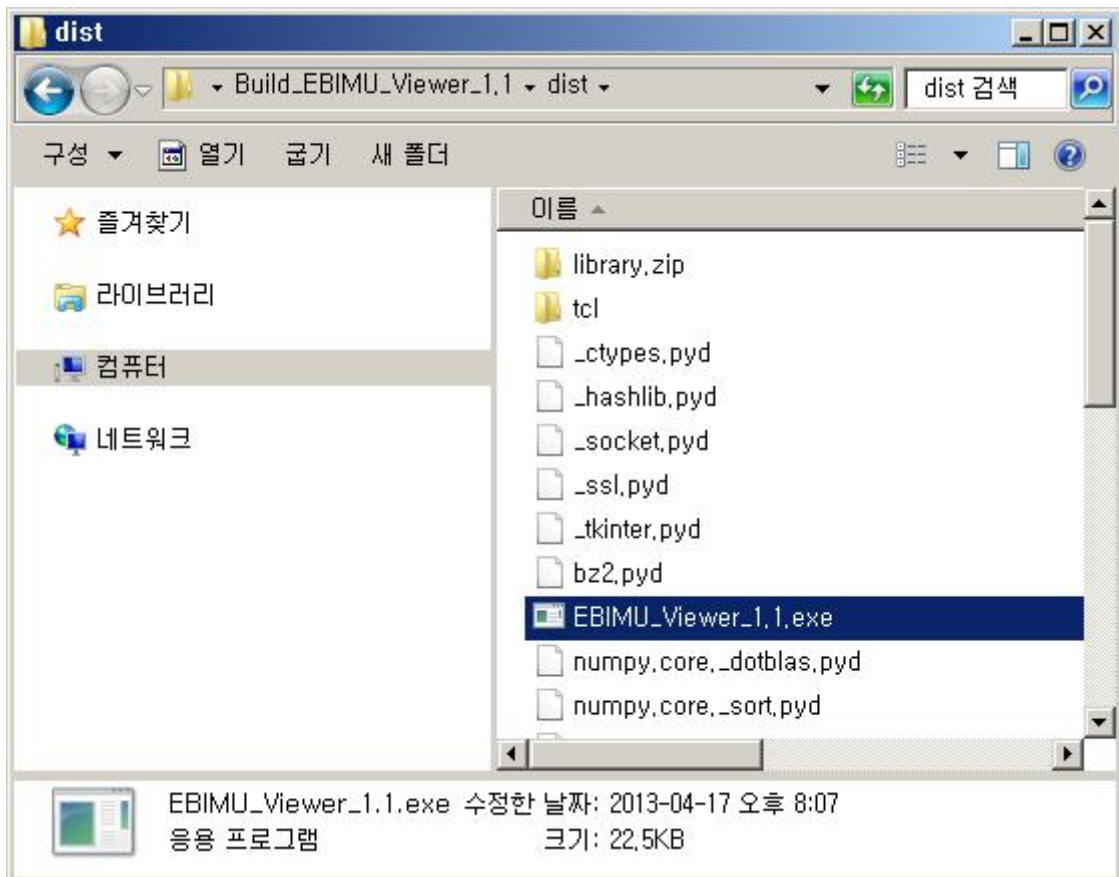 dist
Build_EBIMU_Viewer_1.1 dist
dist 검색
구성 열기 굽기 새 폴더
즐겨찾기
라이브러리
컴퓨터
네트워크
이름
library.zip
tcl
_ctypes.pyd
_hashlib.pyd
_socket.pyd
_ssl.pyd
_tkinter.pyd
bz2.pyd
EBIMU_Viewer_1.1.exe
numpy.core._dotblas.pyd
numpy.core._sort.pyd
EBIMU_Viewer_1.1.exe 수정한 날짜: 2013-04-17 오후 8:07
응용 프로그램 크기: 22.5KB